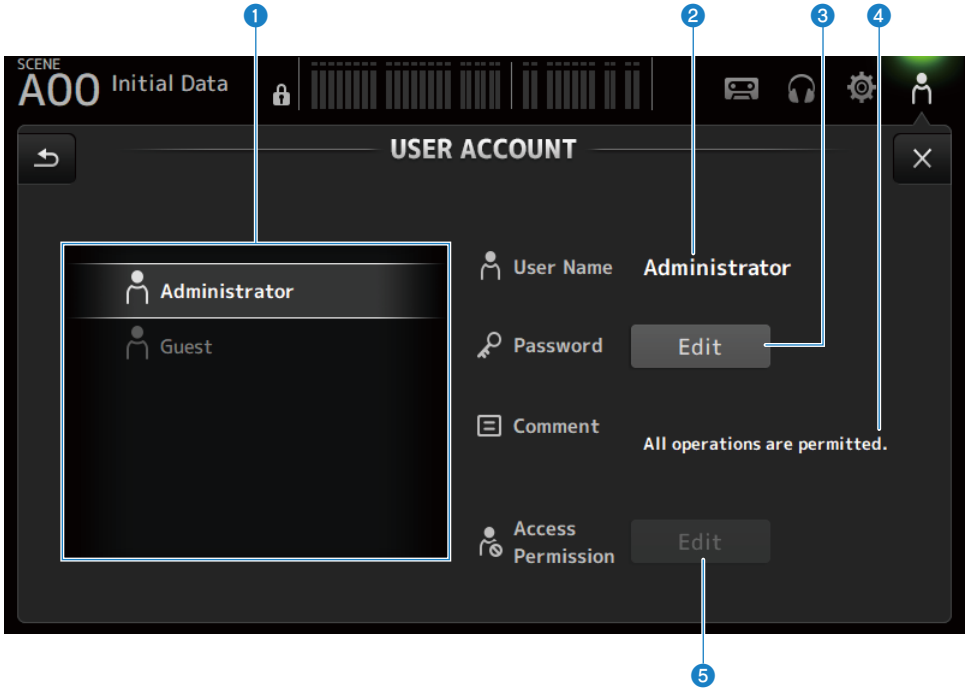 1 2 3 4
SCENE
A00 Initial Data
USER ACCOUNT
Administrator
Guest
User Name Administrator
Password Edit
Comment
All operations are permitted.
Access
Permission
Edit
5